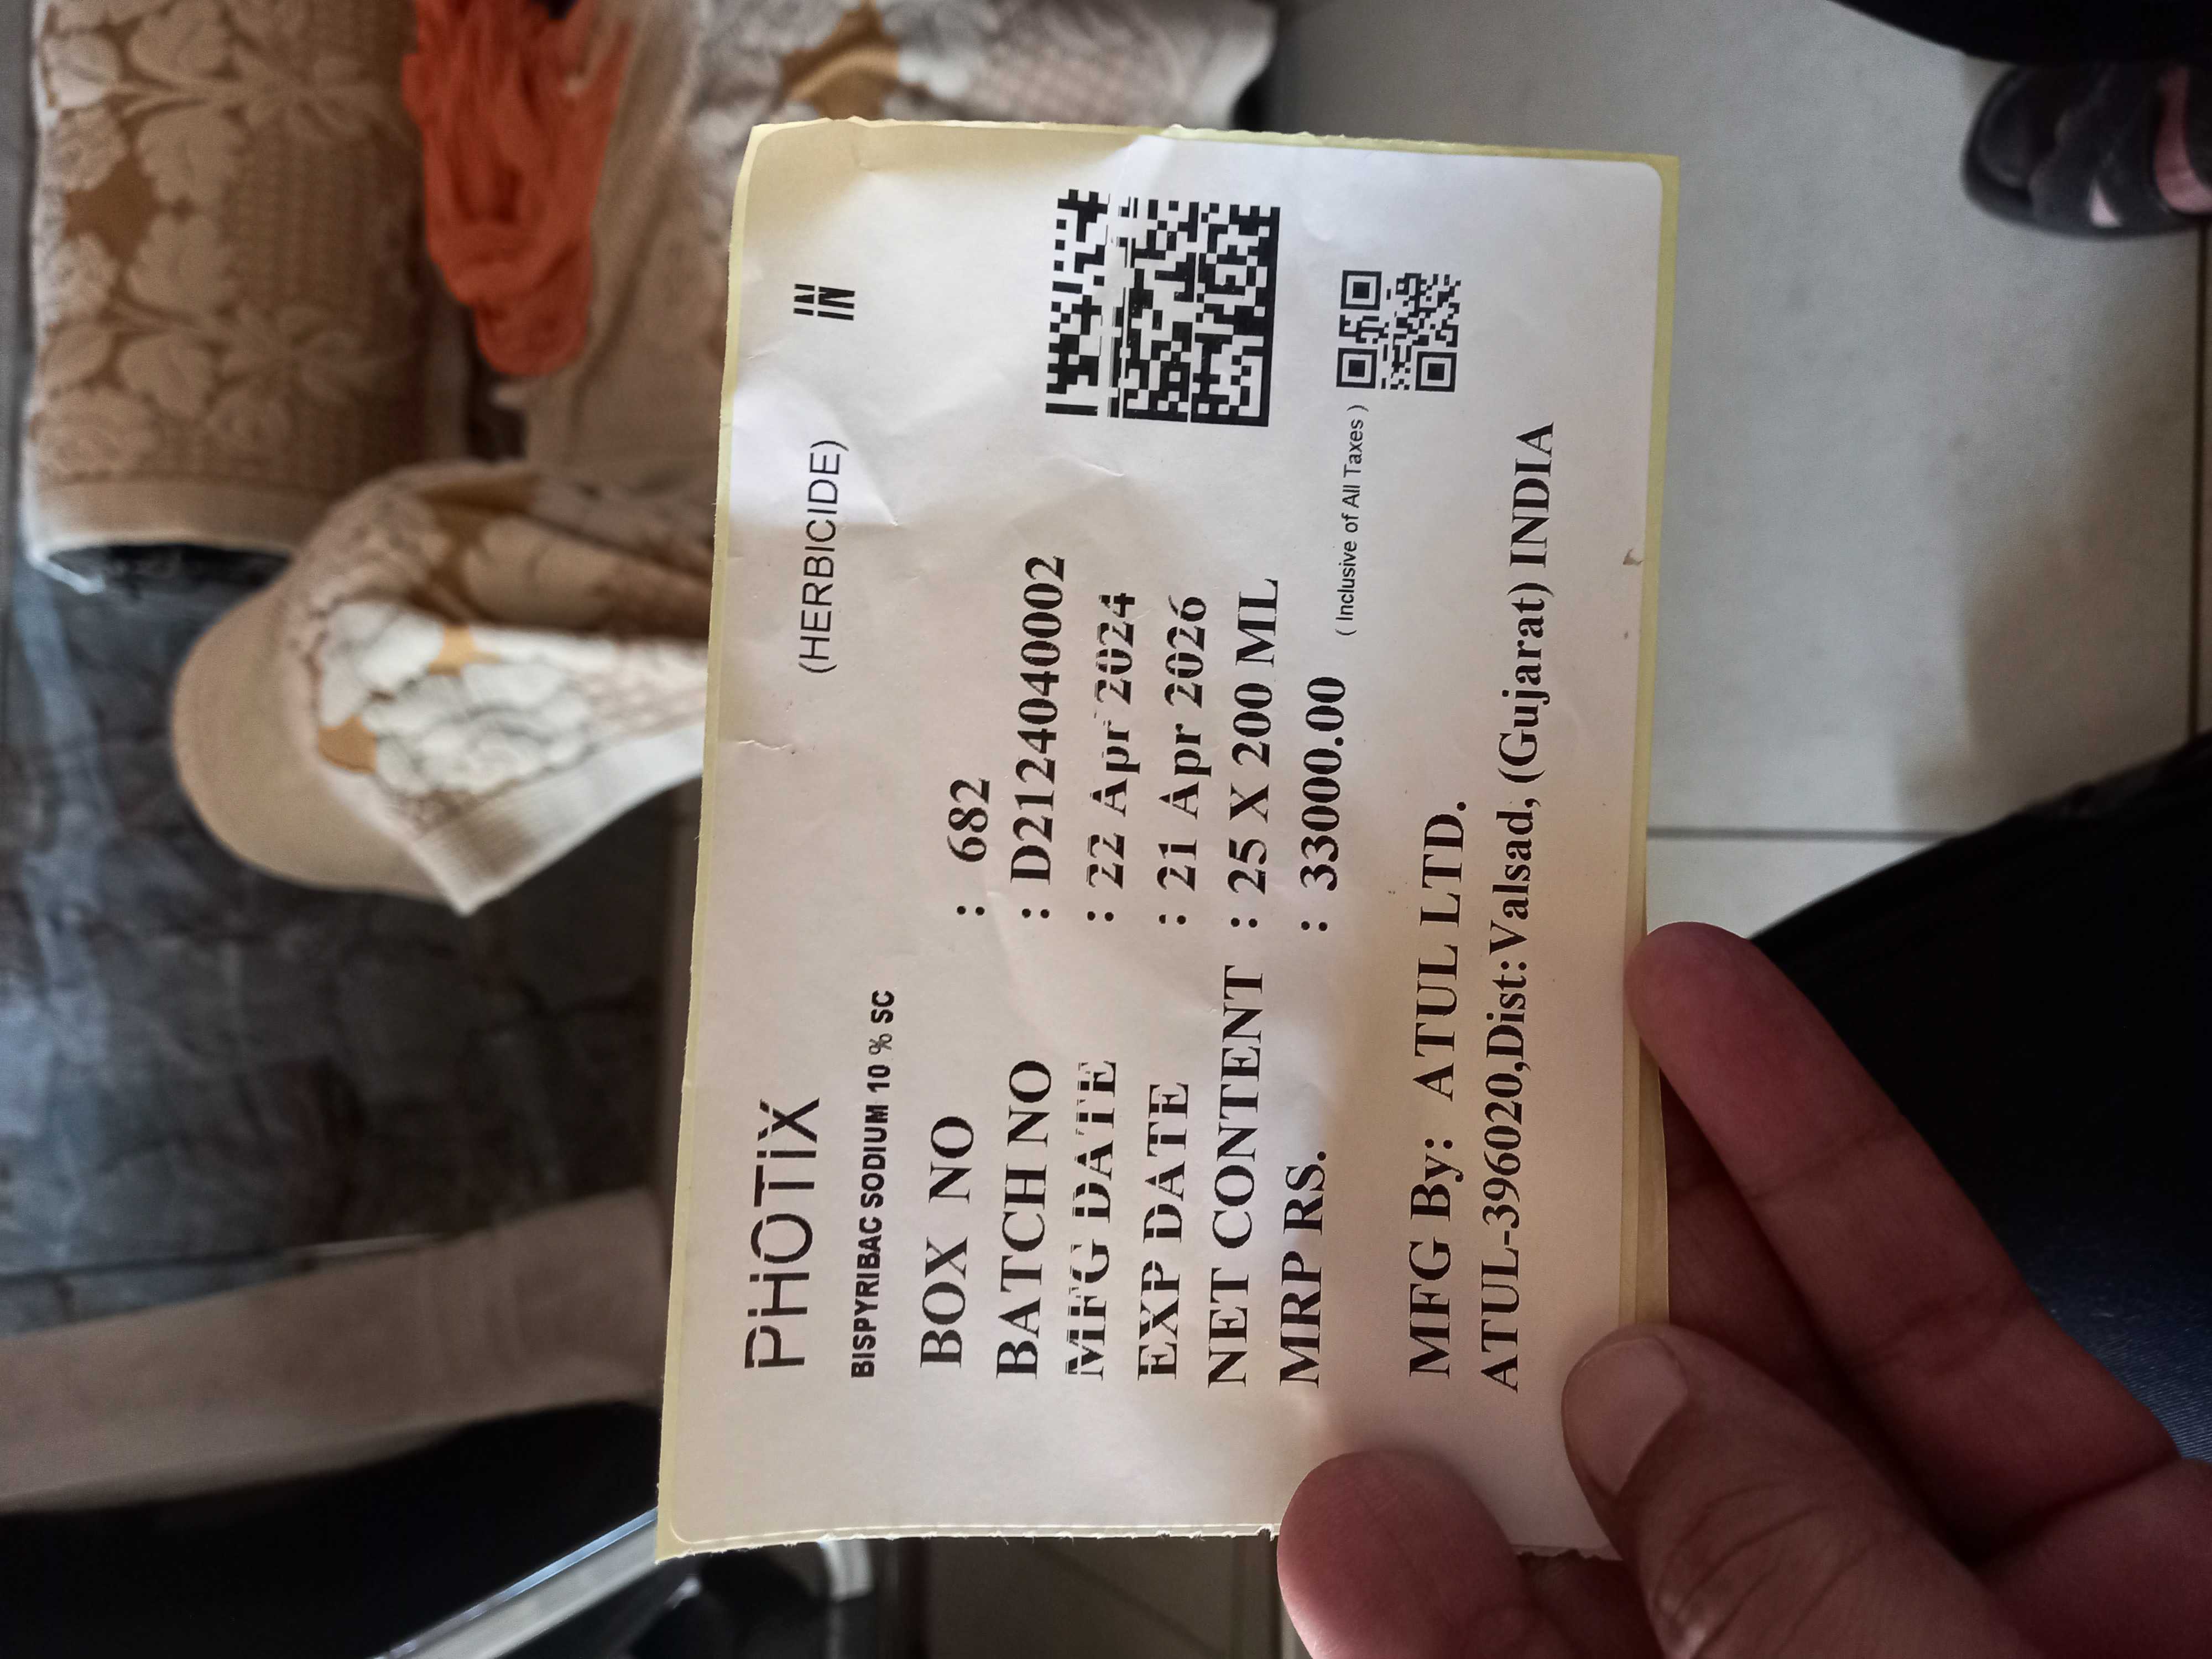 PHOTIX (HERBICIDE) IN
BISPYRIBAC SODIUM 10 % SC
BOX NO : 682
BATCH NO : D2124040002
MFG DATE : 22 Apr 2024
EXP DATE : 21 Apr 2026
NET CONTENT : 25 X 200 ML
MRP RS. : 33000.00 ( Inclusive of All Taxes )
MFG By: ATUL LTD.
ATUL-396020,Dist:Valsad, (Gujarat) INDIA